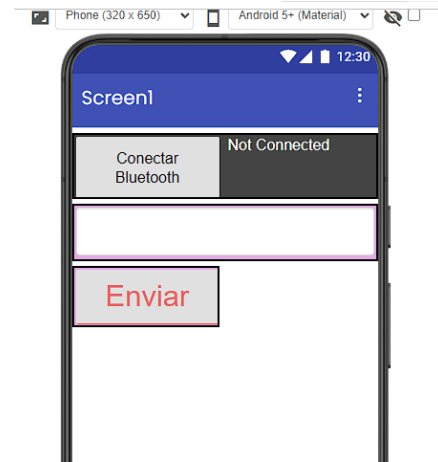 Phone (320 x 650) Android 5+ (Material)
12:30
Screen1
Conectar
Bluetooth
Not Connected
Enviar